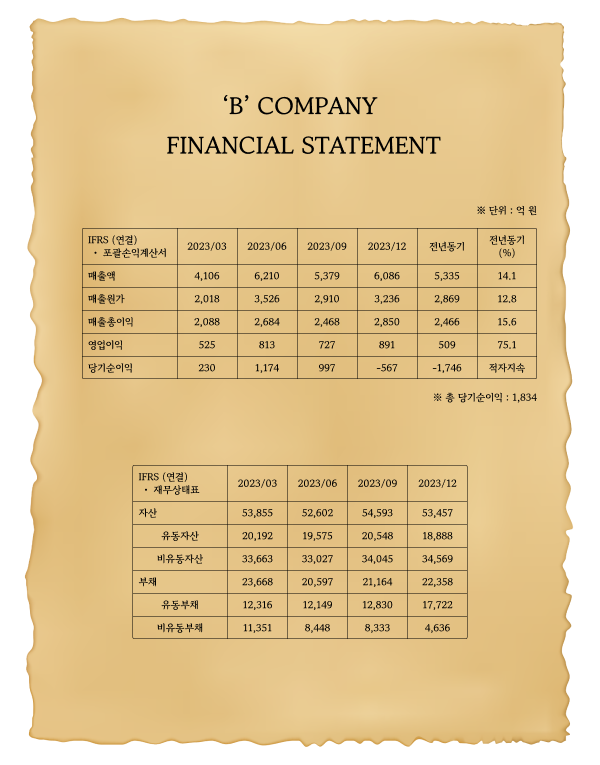 ‘B’ COMPANY
FINANCIAL STATEMENT
※ 단위 : 억 원
IFRS (연결)
・ 포괄손익계산서 2023/03 2023/06 2023/09 2023/12 전년동기 전년동기 (%)
매출액 4,106 6,210 5,379 6,086 5,335 14.1
매출원가 2,018 3,526 2,910 3,236 2,869 12.8
매출총이익 2,088 2,684 2,468 2,850 2,466 15.6
영업이익 525 813 727 891 509 75.1
당기순이익 230 1,174 997 -567 -1,746 적자지속
※ 총 당기순이익 : 1,834
IFRS (연결)
・ 재무상태표 2023/03 2023/06 2023/09 2023/12
자산 53,855 52,602 54,593 53,457
유동자산 20,192 19,575 20,548 18,888
비유동자산 33,663 33,027 34,045 34,569
부채 23,668 20,597 21,164 22,358
유동부채 12,316 12,149 12,830 17,722
비유동부채 11,351 8,448 8,333 4,636